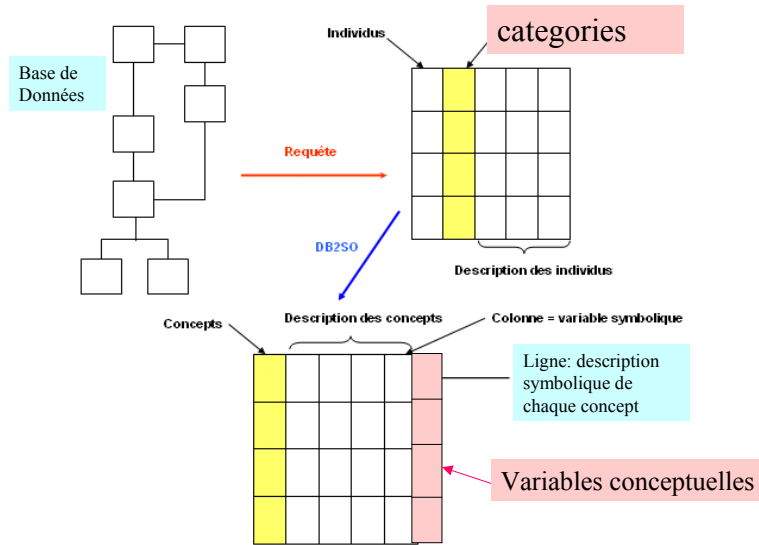 Individus
categories
Base de
Données
Requête
DB2SO
Description des individus
Concepts
Description des concepts
Colonne = variable symbolique
Ligne: description
symbolique de
chaque concept
Variables conceptuelles